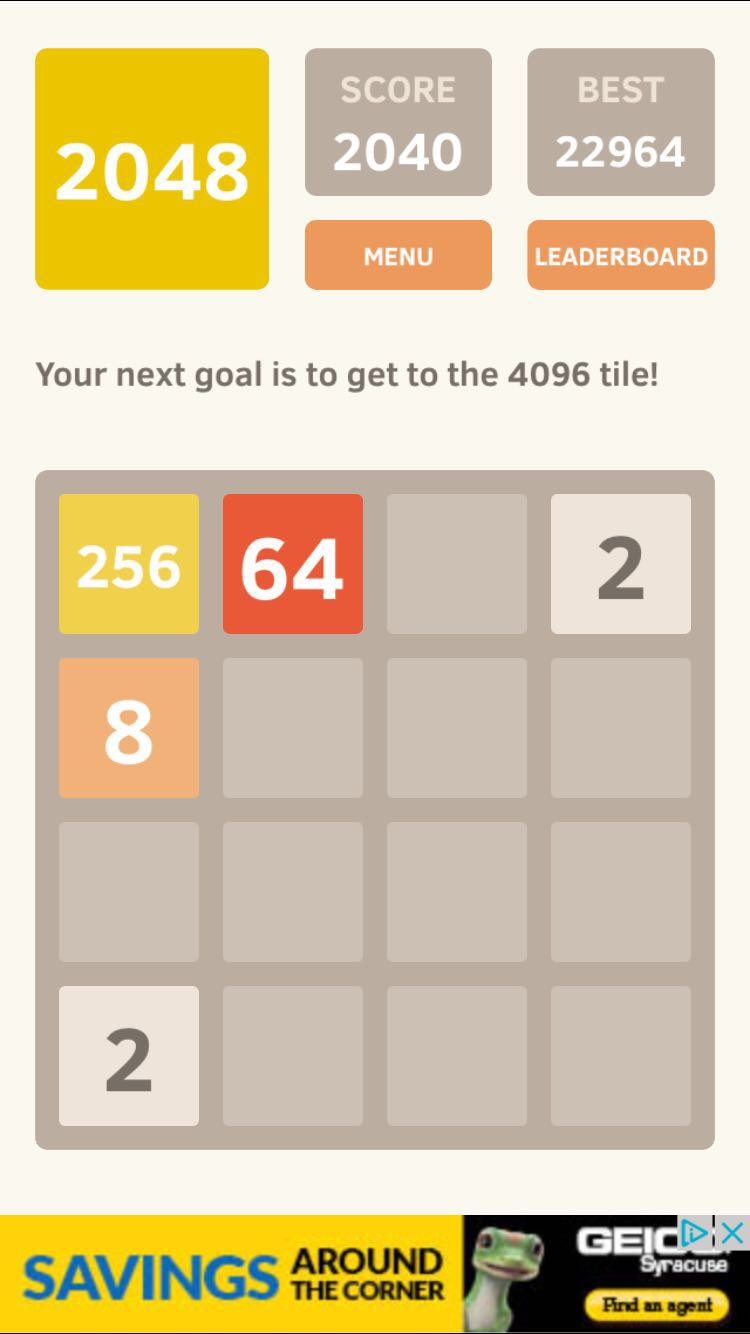 2048
SCORE
2040
BEST
22964
MENU
LEADERBOARD
Your next goal is to get to the 4096 tile!
256 64 2
8
2
SAVINGS AROUND
THE CORNER
Syracuse
Find an agent